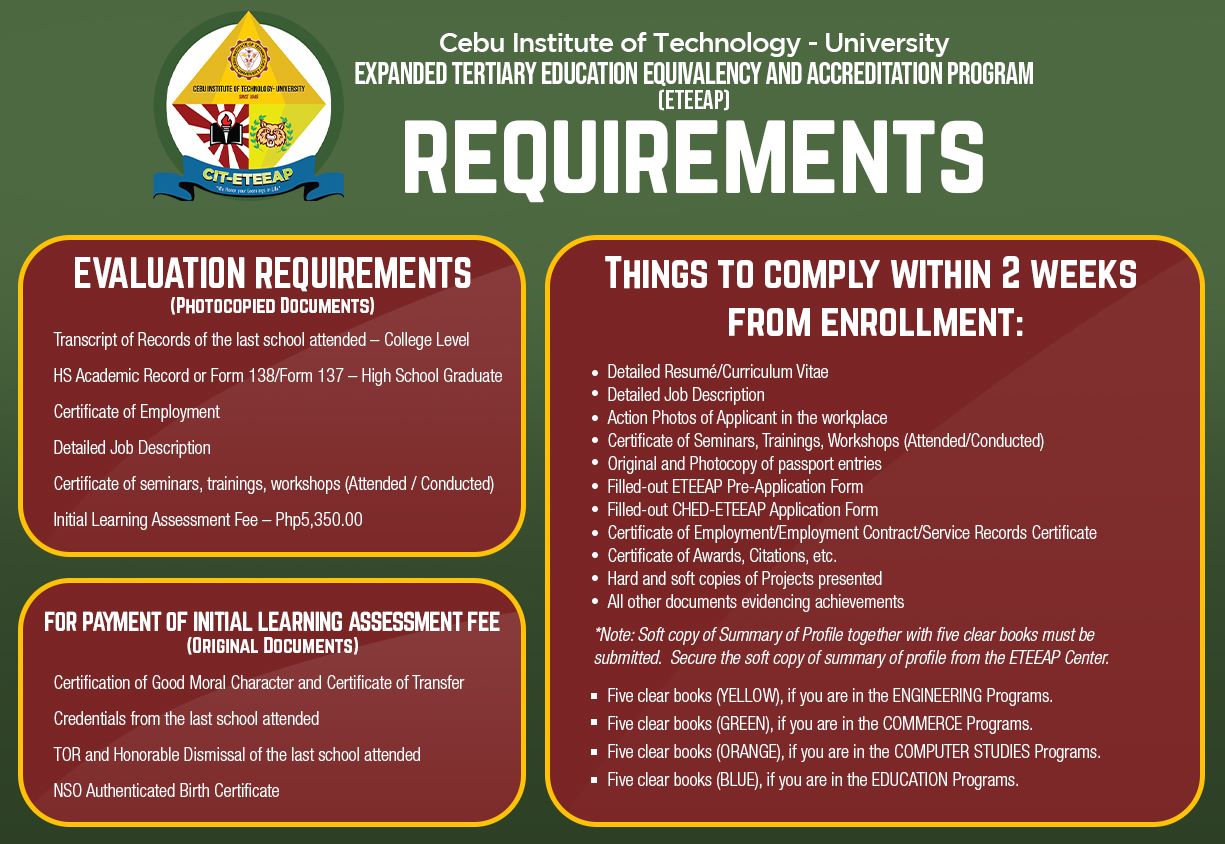 CEBU INSTITUTE OF TECHNOLOGY- UNIVERSITY
CIT-ETEEAP
Cebu Institute of Technology - University
EXPANDED TERTIARY EDUCATION EQUIVALENCY AND ACCREDITATION PROGRAM
(ETEEAP)
REQUIREMENTS
EVALUATION REQUIREMENTS
(PHOTOCOPIED DOCUMENTS)
Transcript of Records of the last school attended – College Level
HS Academic Record or Form 138/Form 137 – High School Graduate
Certificate of Employment
Detailed Job Description
Certificate of seminars, trainings, workshops (Attended / Conducted)
Initial Learning Assessment Fee – Php5,350.00
FOR PAYMENT OF INITIAL LEARNING ASSESSMENT FEE
(ORIGINAL DOCUMENTS)
Certification of Good Moral Character and Certificate of Transfer
Credentials from the last school attended
TOR and Honorable Dismissal of the last school attended
NSO Authenticated Birth Certificate
THINGS TO COMPLY WITHIN 2 WEEKS
FROM ENROLLMENT:
• Detailed Resumé/Curriculum Vitae
• Detailed Job Description
• Action Photos of Applicant in the workplace
• Certificate of Seminars, Trainings, Workshops (Attended/Conducted)
• Original and Photocopy of passport entries
• Filled-out ETEEAP Pre-Application Form
• Filled-out CHED-ETEEAP Application Form
• Certificate of Employment/Employment Contract/Service Records Certificate
• Certificate of Awards, Citations, etc.
• Hard and soft copies of Projects presented
• All other documents evidencing achievements
*Note: Soft copy of Summary of Profile together with five clear books must be
submitted. Secure the soft copy of summary of profile from the ETEEAP Center.
▪ Five clear books (YELLOW), if you are in the ENGINEERING Programs.
▪ Five clear books (GREEN), if you are in the COMMERCE Programs.
▪ Five clear books (ORANGE), if you are in the COMPUTER STUDIES Programs.
▪ Five clear books (BLUE), if you are in the EDUCATION Programs.